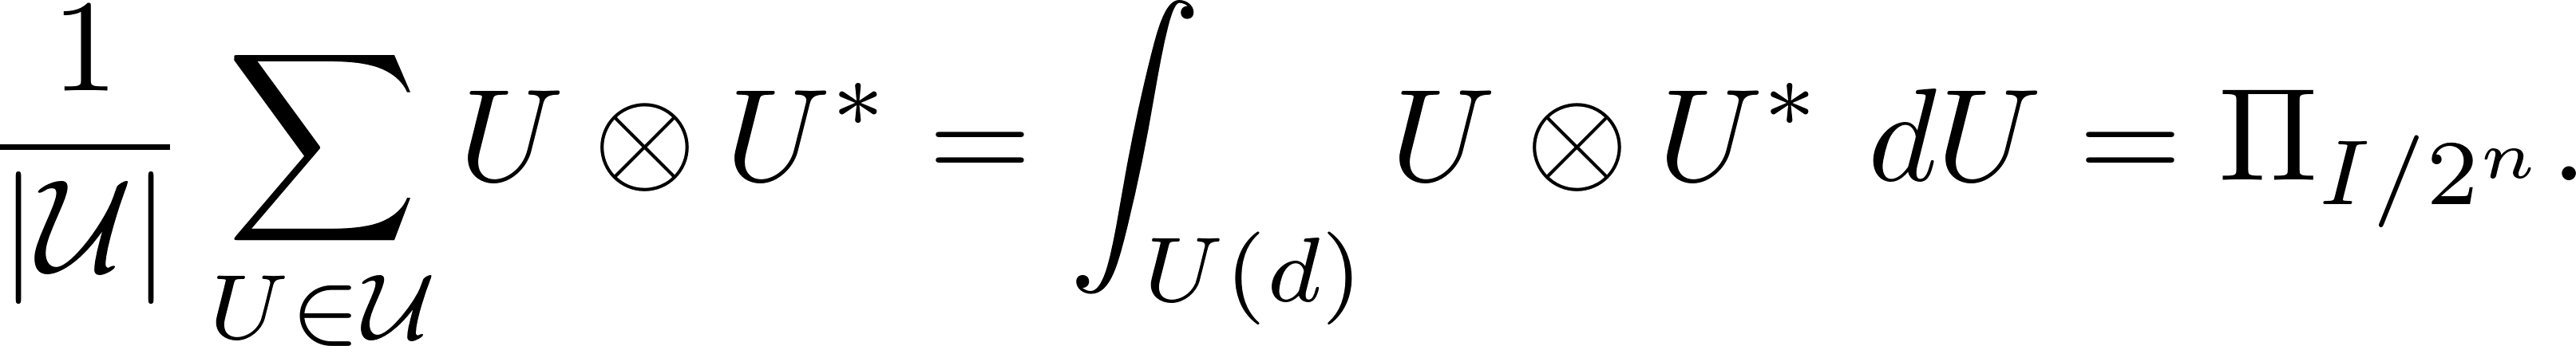 $\frac{1}{|\mathcal{U}|} \sum_{U \in \mathcal{U}} U \otimes U^* = \int_{U(d)} U \otimes U^* \ dU = \Pi_{I/2^n}.$